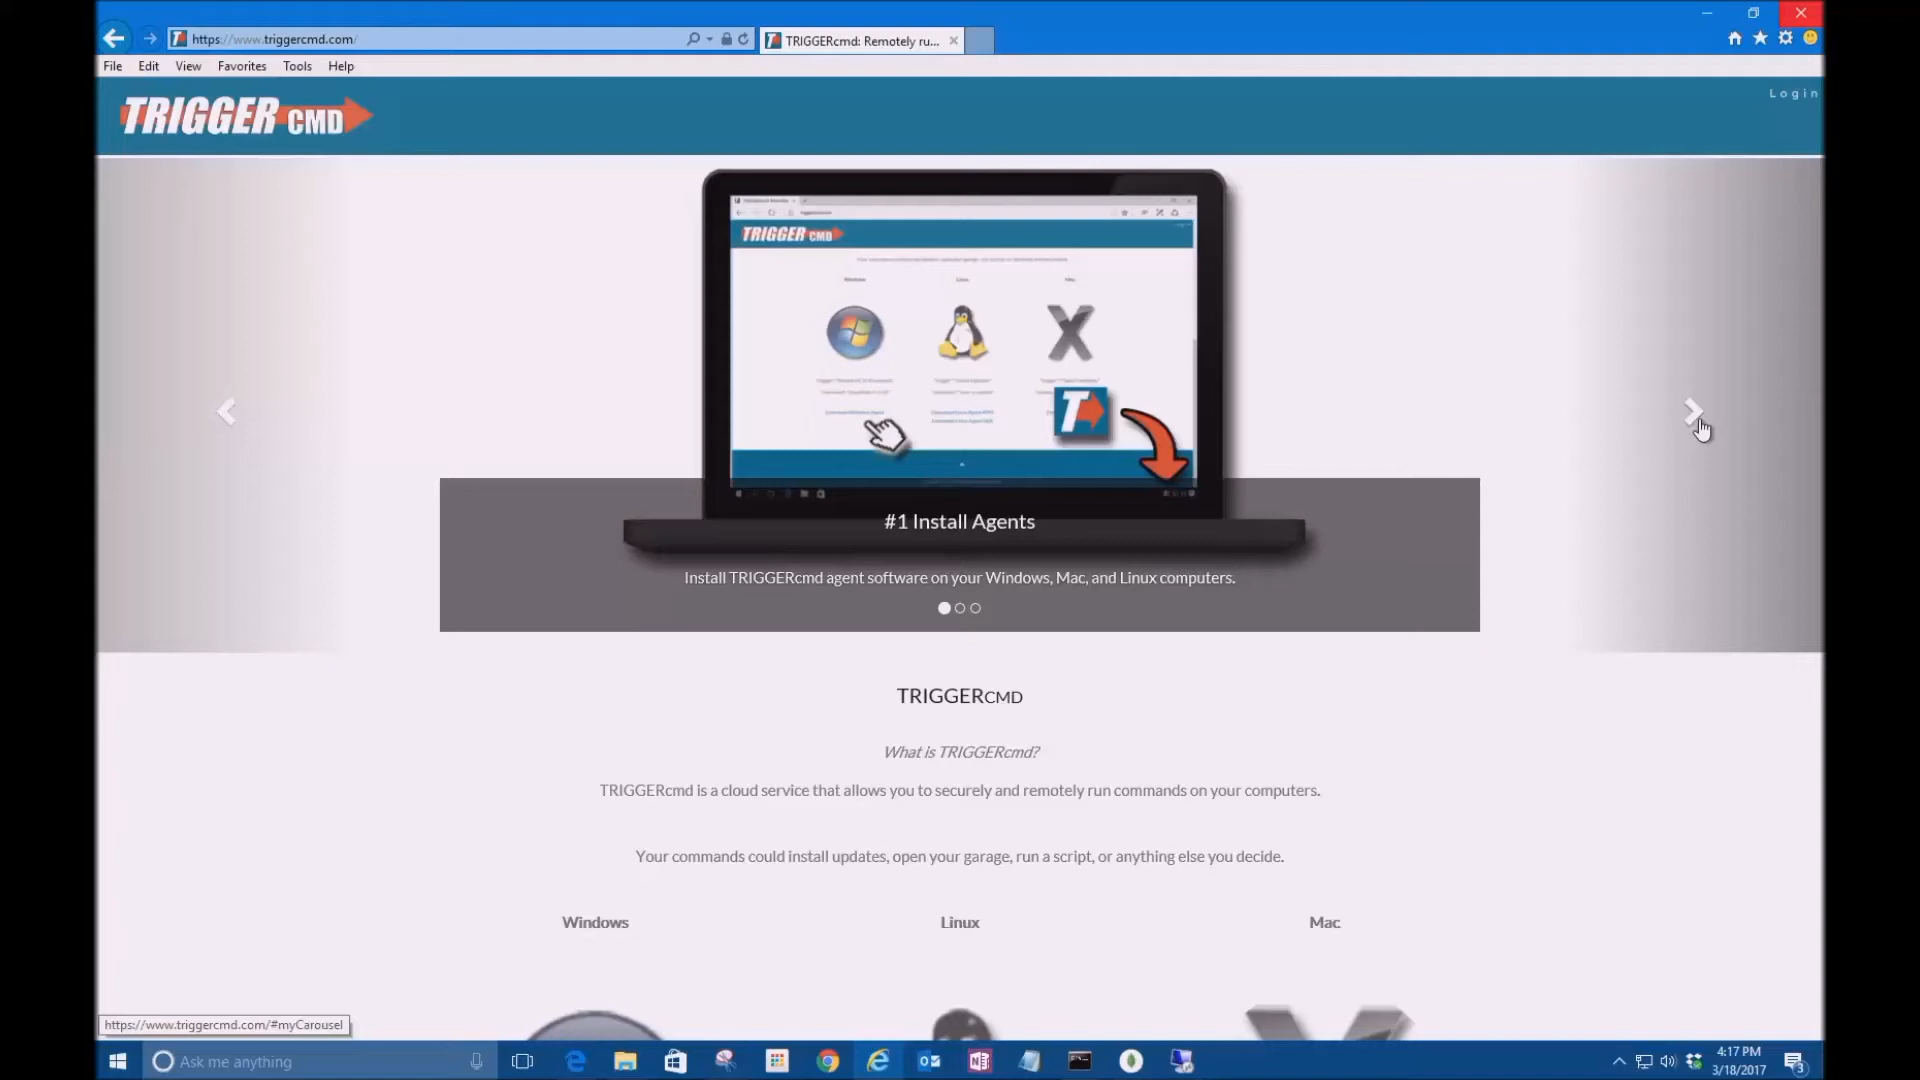 https://www.triggercmd.com/
TRIGGERcmd: Remotely ru...
File Edit View Favorites Tools Help
TRIGGER CMD
Login
TRIGGER CMD
Windows Linux Mac
#1 Install Agents
Install TRIGGERcmd agent software on your Windows, Mac, and Linux computers.
TRIGGERCMD
What is TRIGGERcmd?
TRIGGERcmd is a cloud service that allows you to securely and remotely run commands on your computers.
Your commands could install updates, open your garage, run a script, or anything else you decide.
Windows Linux Mac
https://www.triggercmd.com/#myCarousel
Ask me anything
4:17 PM
3/18/2017
3